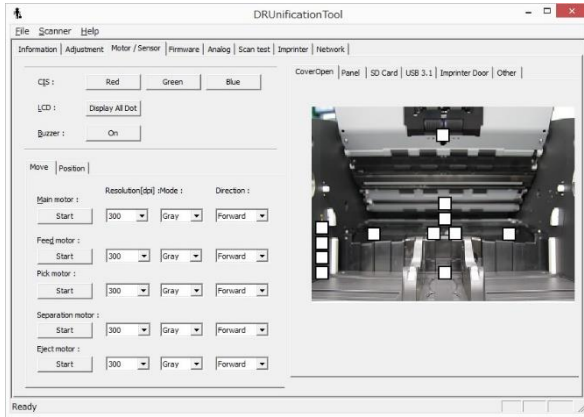 DRUnificationTool
File Scanner Help
Information Adjustment Motor / Sensor Firmware Analog Scan test Imprinter Network
CIS : Red Green Blue
LCD : Display All Dot
Buzzer : On
Move Position
Resolution[dpi] : Mode : Direction :
Main motor :
Start 300 Gray Forward
Feed motor :
Start 300 Gray Forward
Pick motor :
Start 300 Gray Forward
Separation motor :
Start 300 Gray Forward
Eject motor :
Start 300 Gray Forward
CoverOpen Panel SD Card USB 3.1 Imprinter Door Other
Ready